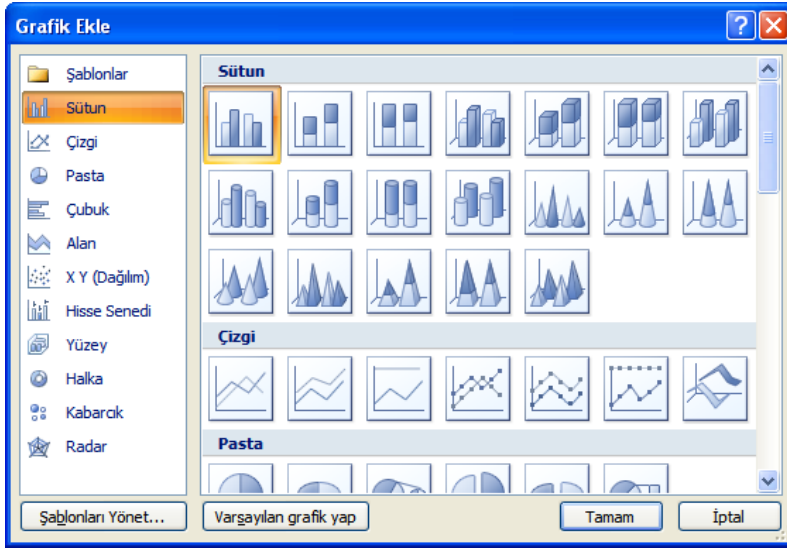 Grafik Ekle
Şablonlar
Sütun
Çizgi
Pasta
Çubuk
Alan
X Y (Dağılım)
Hisse Senedi
Yüzey
Halka
Kabarcık
Radar
Sütun
Çizgi
Pasta
Şablonları Yönet...
Varsayılan grafik yap
Tamam
İptal